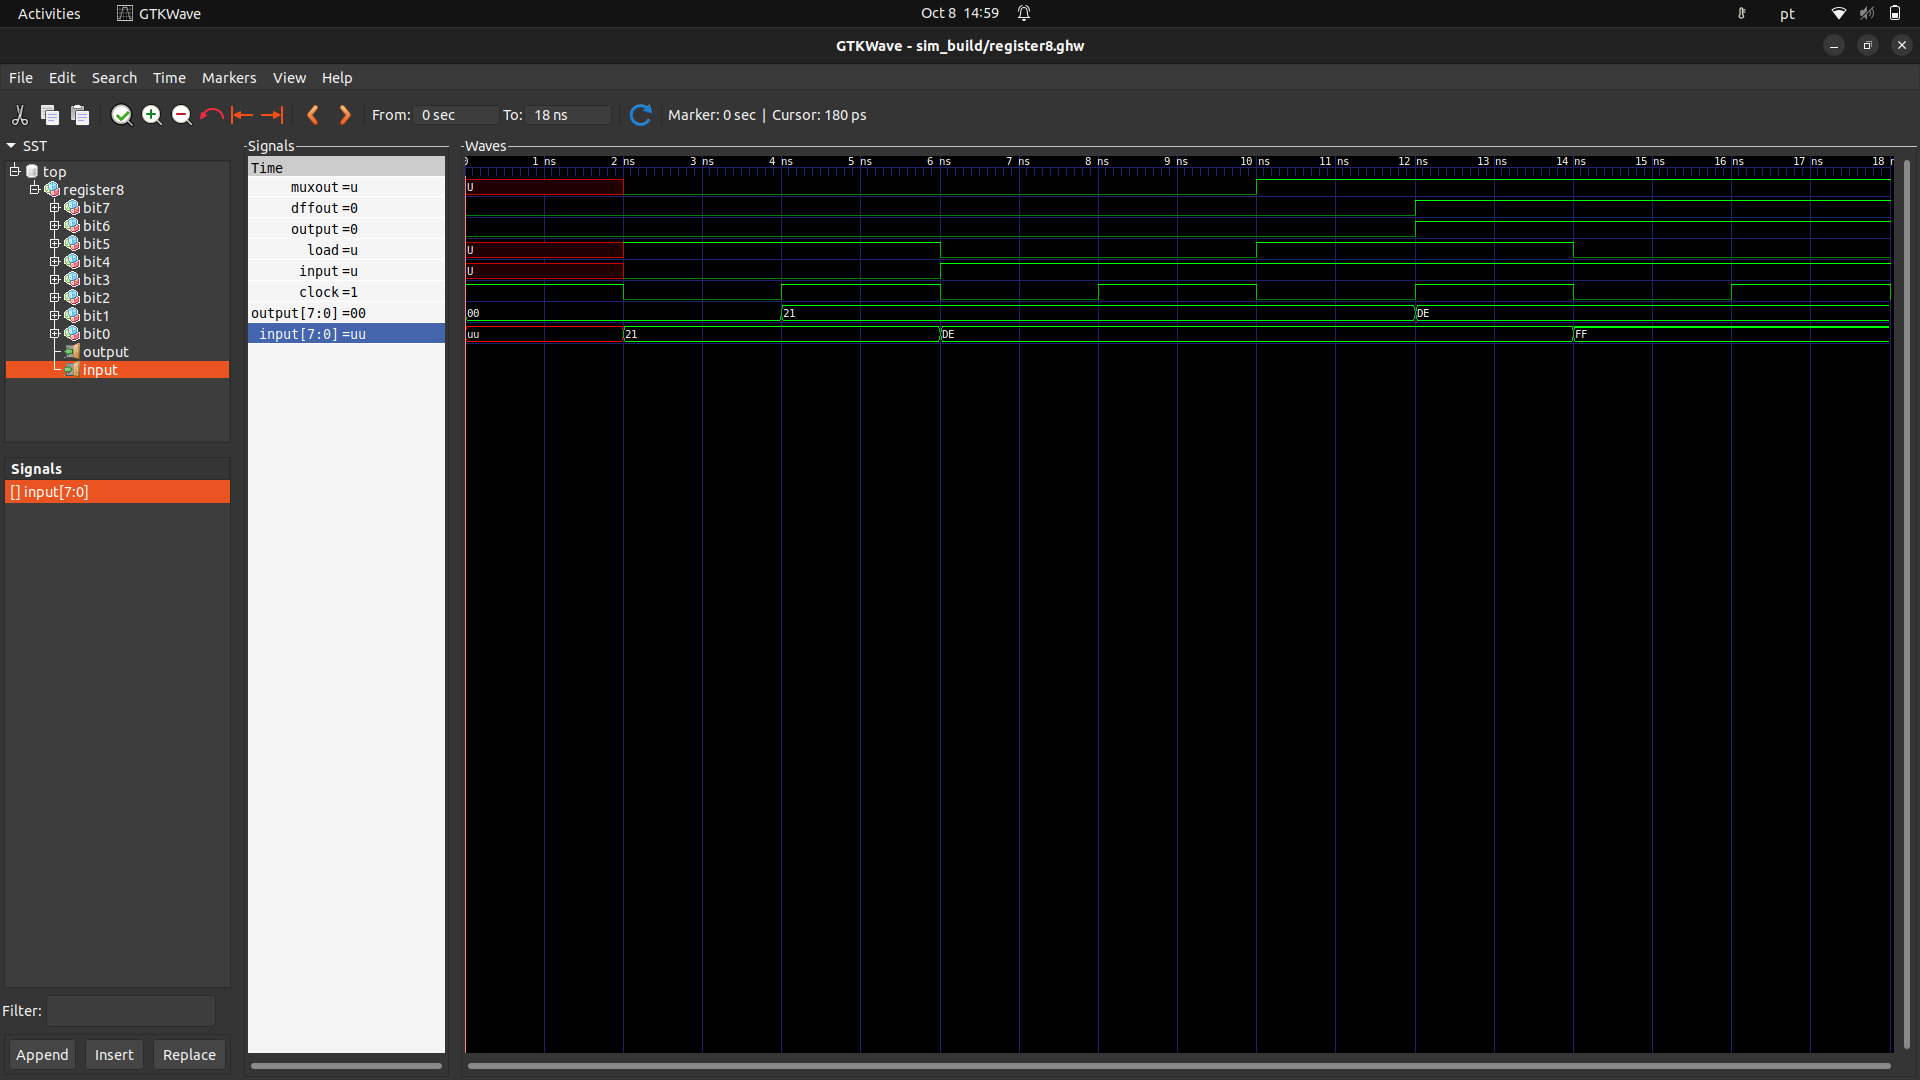 Activities GTKWave Oct 8 14:59 pt
GTKWave - sim_build/register8.ghw
File Edit Search Time Markers View Help
From: 0 sec To: 18 ns Marker: 0 sec | Cursor: 180 ps
SST
top
register8
bit7
bit6
bit5
bit4
bit3
bit2
bit1
bit0
output
input
Signals
[] input[7:0]
Filter:
Append Insert Replace
Signals
Time
muxout =u
dffout =0
output =0
load =u
input =u
clock =1
output[7:0] =00
input[7:0] =uu
Waves
0 1 ns 2 ns 3 ns 4 ns 5 ns 6 ns 7 ns 8 ns 9 ns 10 ns 11 ns 12 ns 13 ns 14 ns 15 ns 16 ns 17 ns 18 n
U
U
U
00 21 DE
uu 21 DE FF